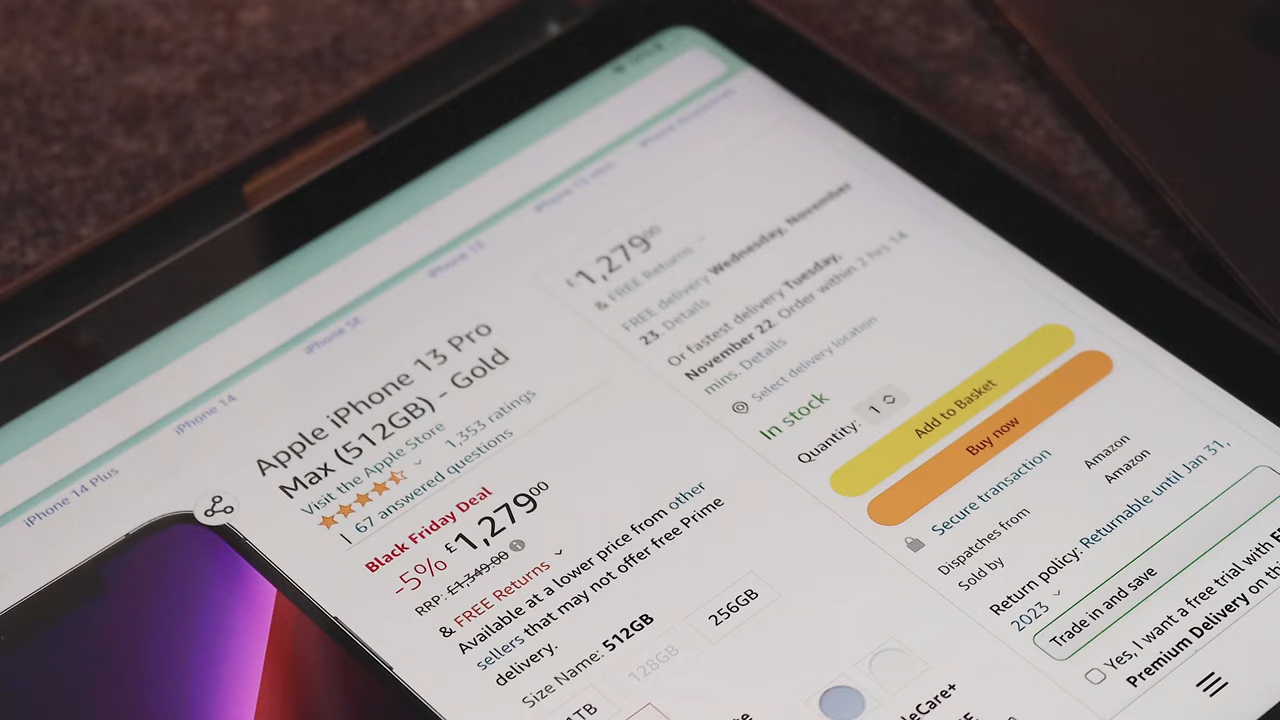 iPhone 14 Plus
iPhone 14
iPhone SE
iPhone 13
Apple iPhone 13 Pro
Max (512GB) - Gold
Visit the Apple Store
1,353 ratings
| 67 answered questions
Black Friday Deal
-5% £1,27900
RRP: £1,349.00
& FREE Returns
Available at a lower price from other
sellers that may not offer free Prime
delivery.
Size Name: 512GB
1TB
128GB
256GB
£1,27900
& FREE Returns
FREE delivery Wednesday, November
23. Details
Or fastest delivery Tuesday,
November 22. Order within 2 hrs 14
mins. Details
Select delivery location
In stock
Quantity: 1
Add to Basket
Buy now
Secure transaction
Dispatches from Amazon
Sold by Amazon
Return policy: Returnable until Jan 31,
2023
Trade in and save
Yes, I want a free trial with
Premium Delivery on